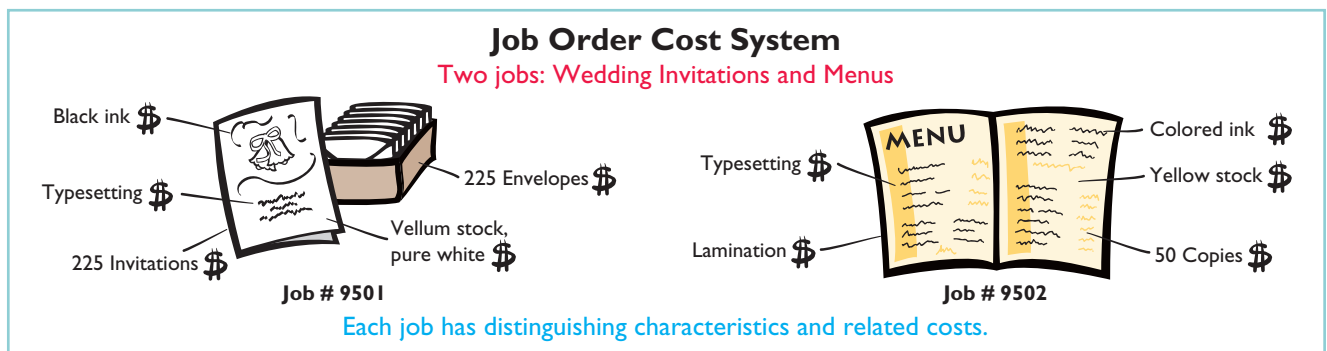 Job Order Cost System
Two jobs: Wedding Invitations and Menus
Black ink $
Typesetting $
225 Invitations $
225 Envelopes $
Vellum stock,
pure white $
Job # 9501
MENU
Typesetting $
Lamination $
Colored ink $
Yellow stock $
50 Copies $
Job # 9502
Each job has distinguishing characteristics and related costs.